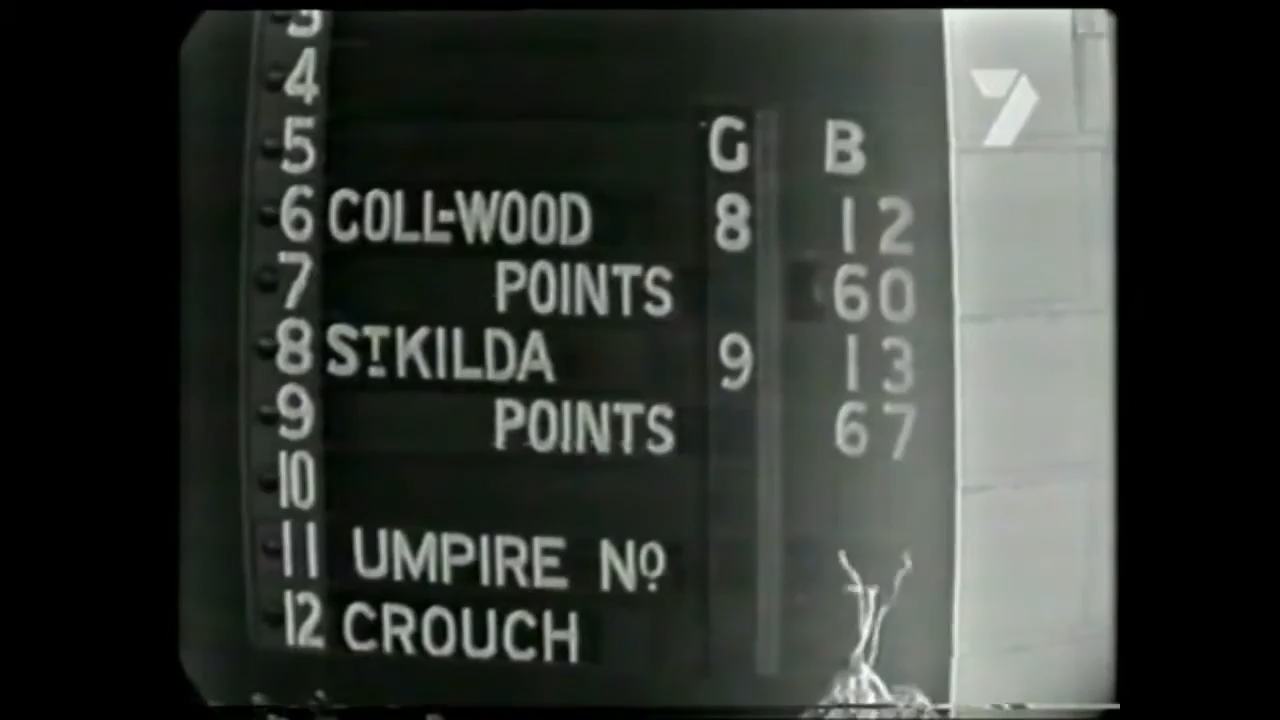 3
4
5 G B
6 COLL-WOOD 8 12
7 POINTS 60
8 ST KILDA 9 13
9 POINTS 67
10
11 UMPIRE Nº
12 CROUCH
7